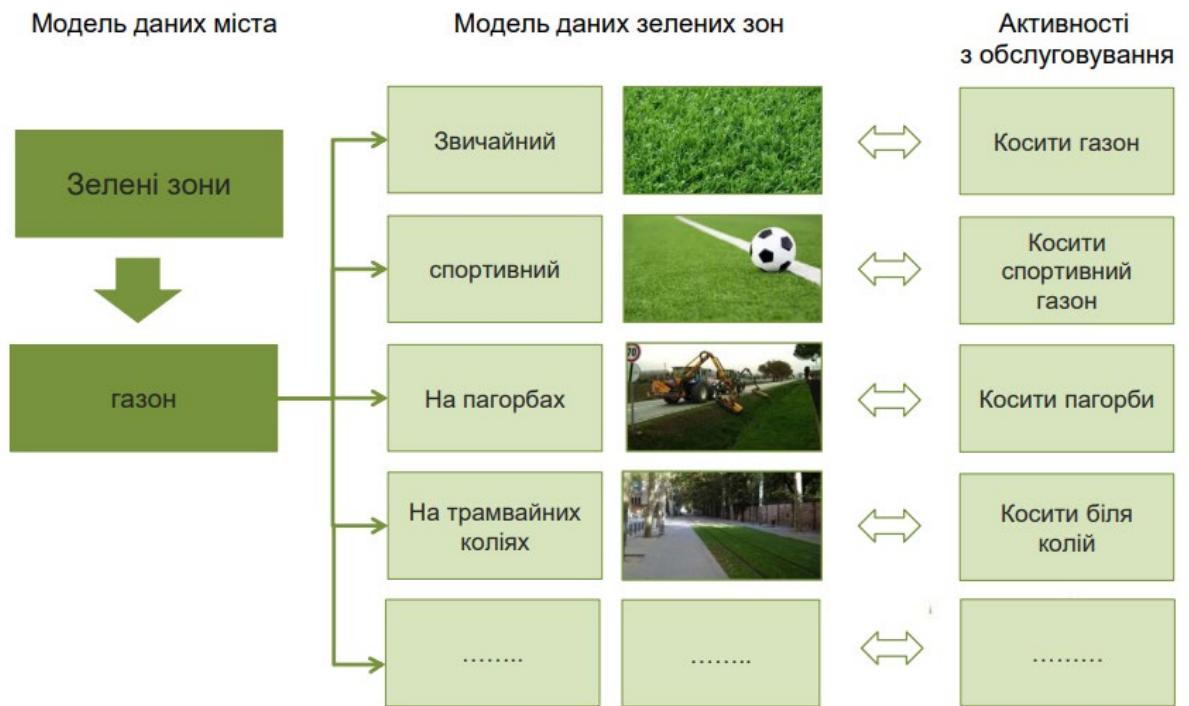 Модель даних міста
Модель даних зелених зон
Активності
з обслуговування
Зелені зони
газон
Звичайний
Косити газон
спортивний
Косити
спортивний
газон
70
На пагорбах
Косити пагорби
На трамвайних
коліях
Косити біля
колій
........
........
.........